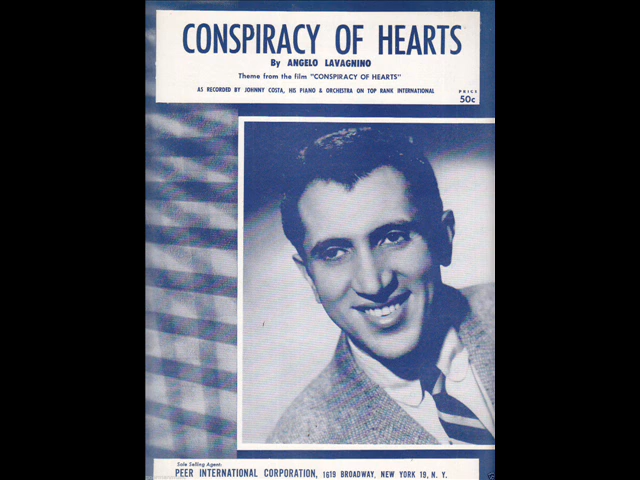 CONSPIRACY OF HEARTS
By ANGELO LAVAGNINO
Theme from the film "CONSPIRACY OF HEARTS"
AS RECORDED BY JOHNNY COSTA, HIS PIANO & ORCHESTRA ON TOP RANK INTERNATIONAL
PRICE
50c
Sole Selling Agent:
PEER INTERNATIONAL CORPORATION, 1619 BROADWAY, NEW YORK 19, N. Y.